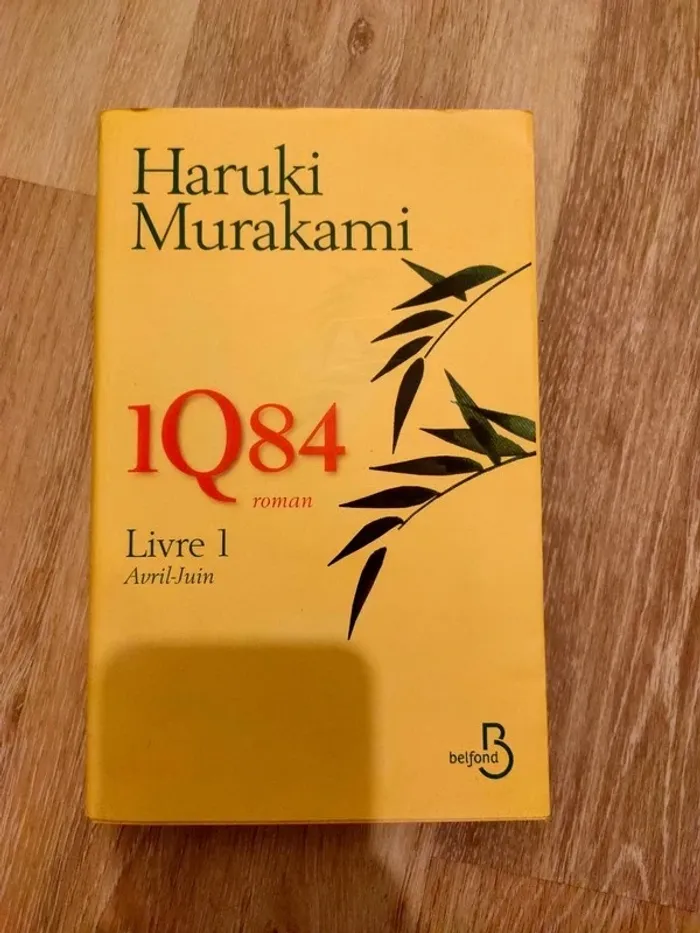 Haruki
Murakami
1Q84
roman
Livre 1
Avril-Juin
belfond